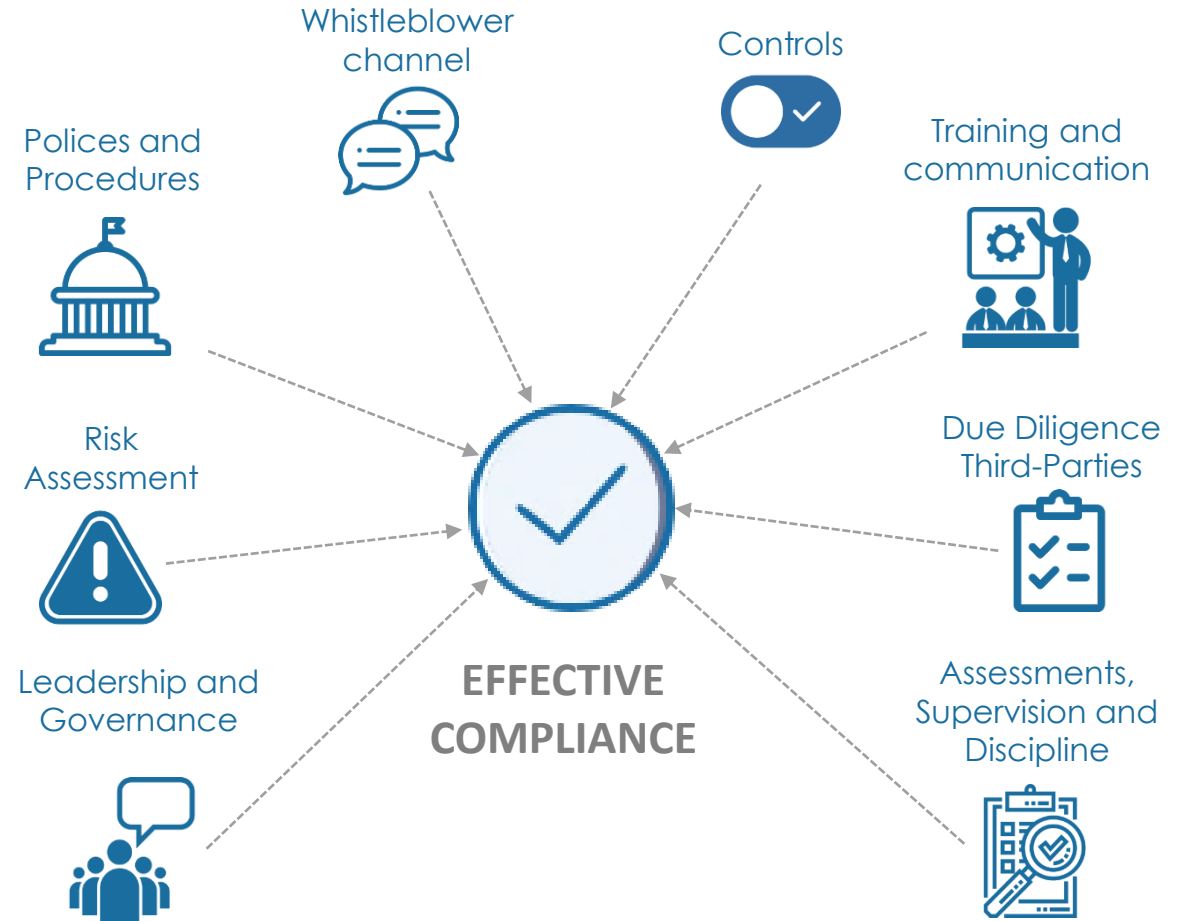 Whistleblower
channel
Controls
Polices and
Procedures
Training and
communication
Risk
Assessment
Due Diligence
Third-Parties
Leadership and
Governance
EFFECTIVE
COMPLIANCE
Assessments,
Supervision and
Discipline